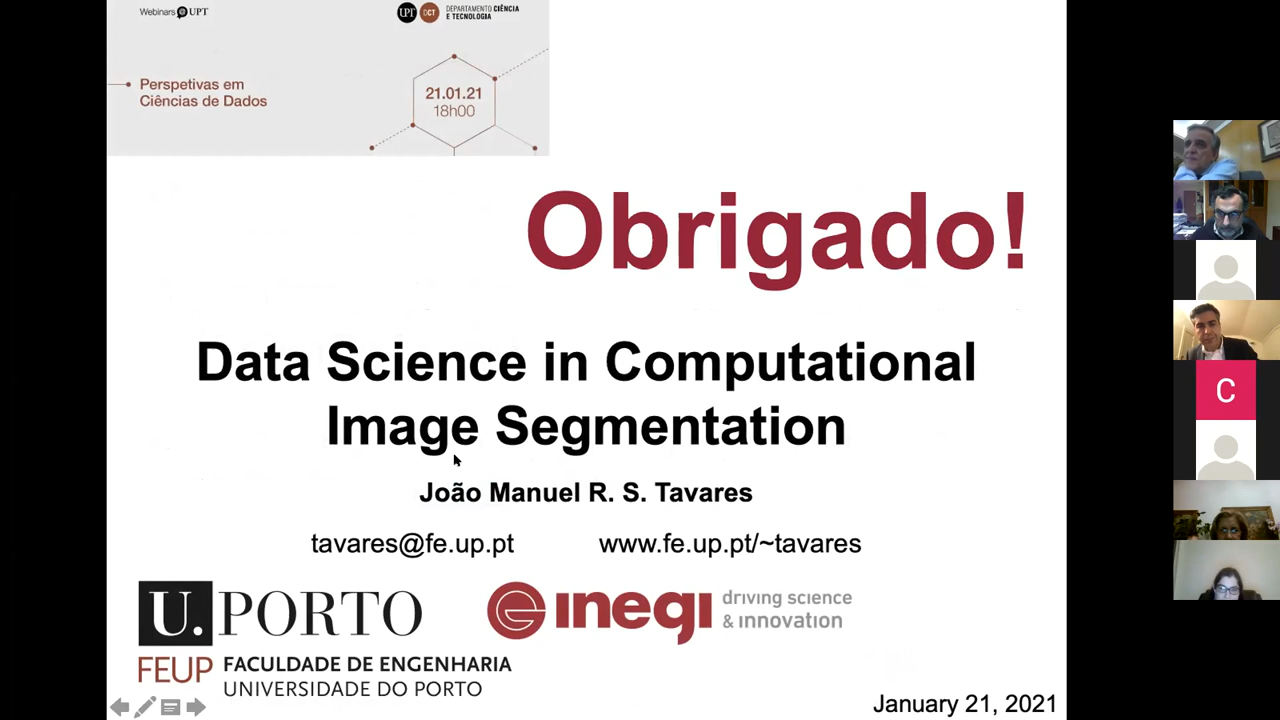 Webinars UPT
UPT DCT DEPARTAMENTO CIÊNCIA
E TECNOLOGIA
Perspetivas em
Ciências de Dados
21.01.21
18h00
Obrigado!
Data Science in Computational
Image Segmentation
João Manuel R. S. Tavares
tavares@fe.up.pt www.fe.up.pt/~tavares
U. PORTO
FEUP FACULDADE DE ENGENHARIA
UNIVERSIDADE DO PORTO
inegi driving science
& innovation
January 21, 2021
C